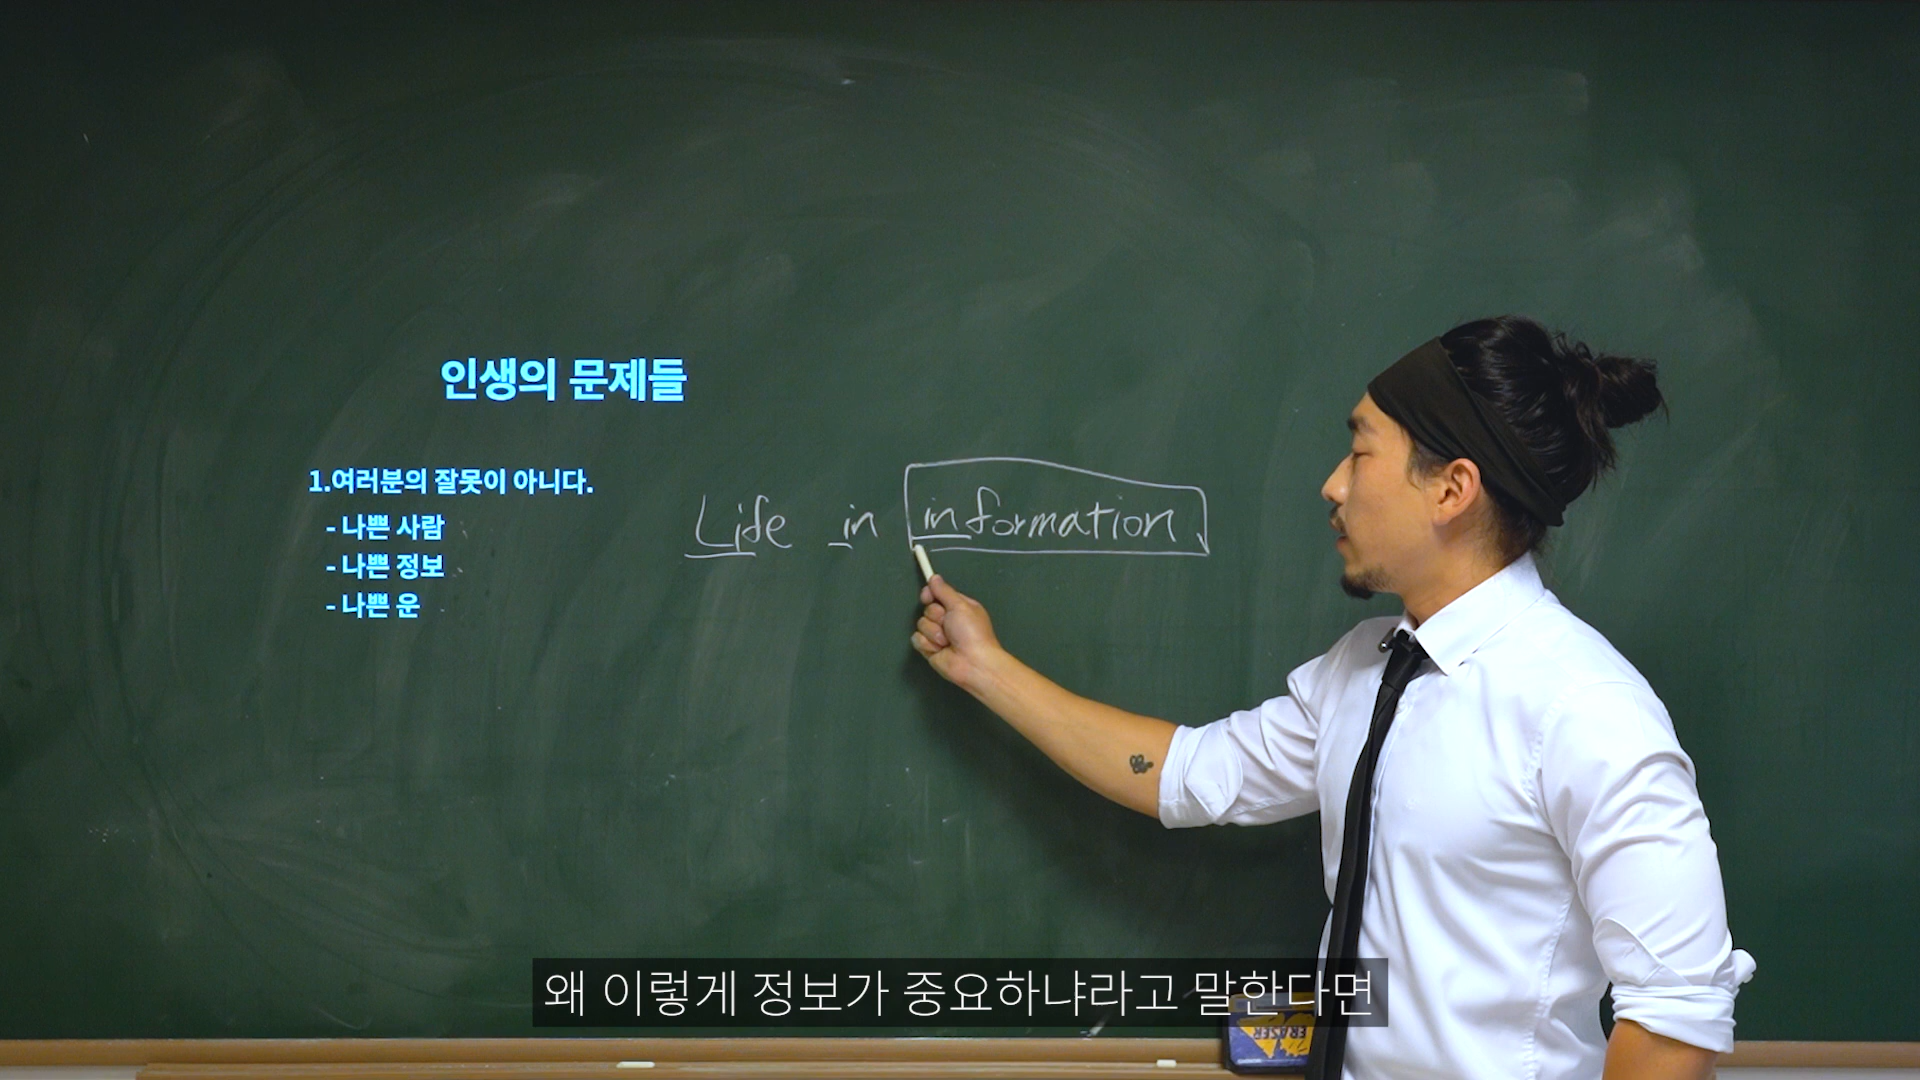 인생의 문제들
1.여러분의 잘못이 아니다.
- 나쁜 사람
- 나쁜 정보
- 나쁜 운
Life in information.
왜 이렇게 정보가 중요하냐라고 말한다면
ERASER